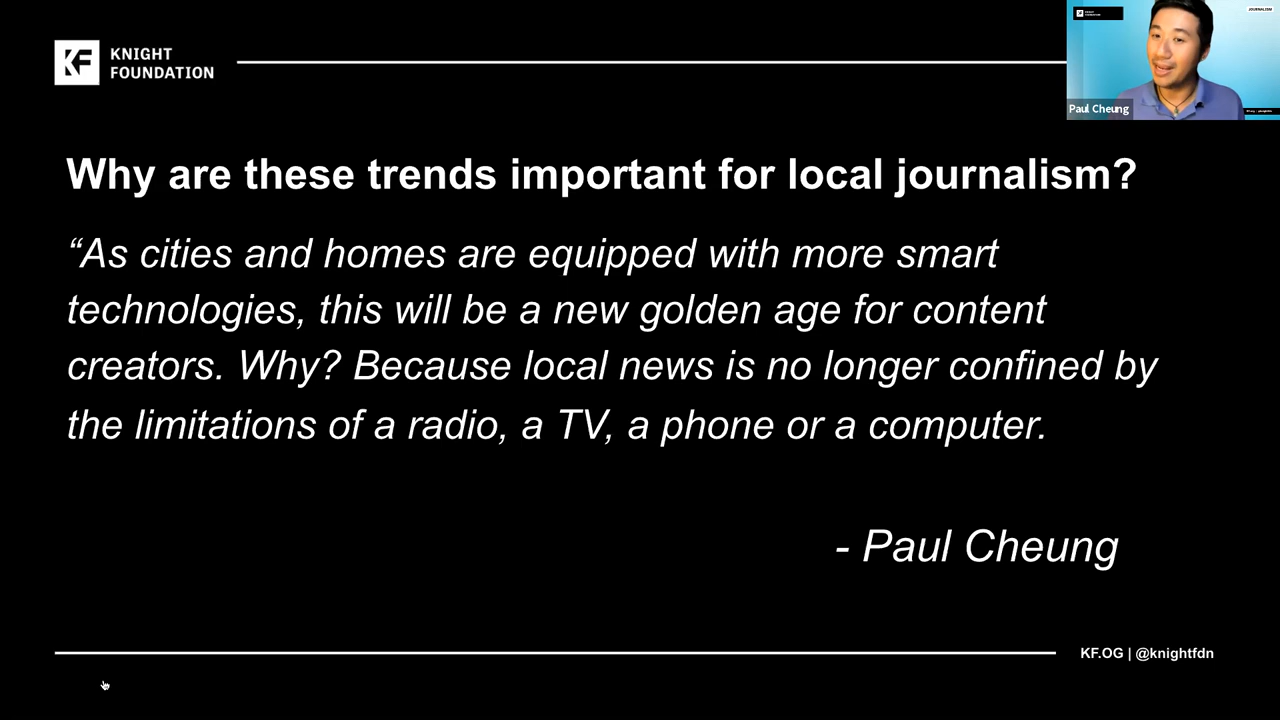 KNIGHT
FOUNDATION
JOURNALISM
Paul Cheung
Why are these trends important for local journalism?
“As cities and homes are equipped with more smart
technologies, this will be a new golden age for content
creators. Why? Because local news is no longer confined by
the limitations of a radio, a TV, a phone or a computer.
- Paul Cheung
KF.OG | @knightfdn